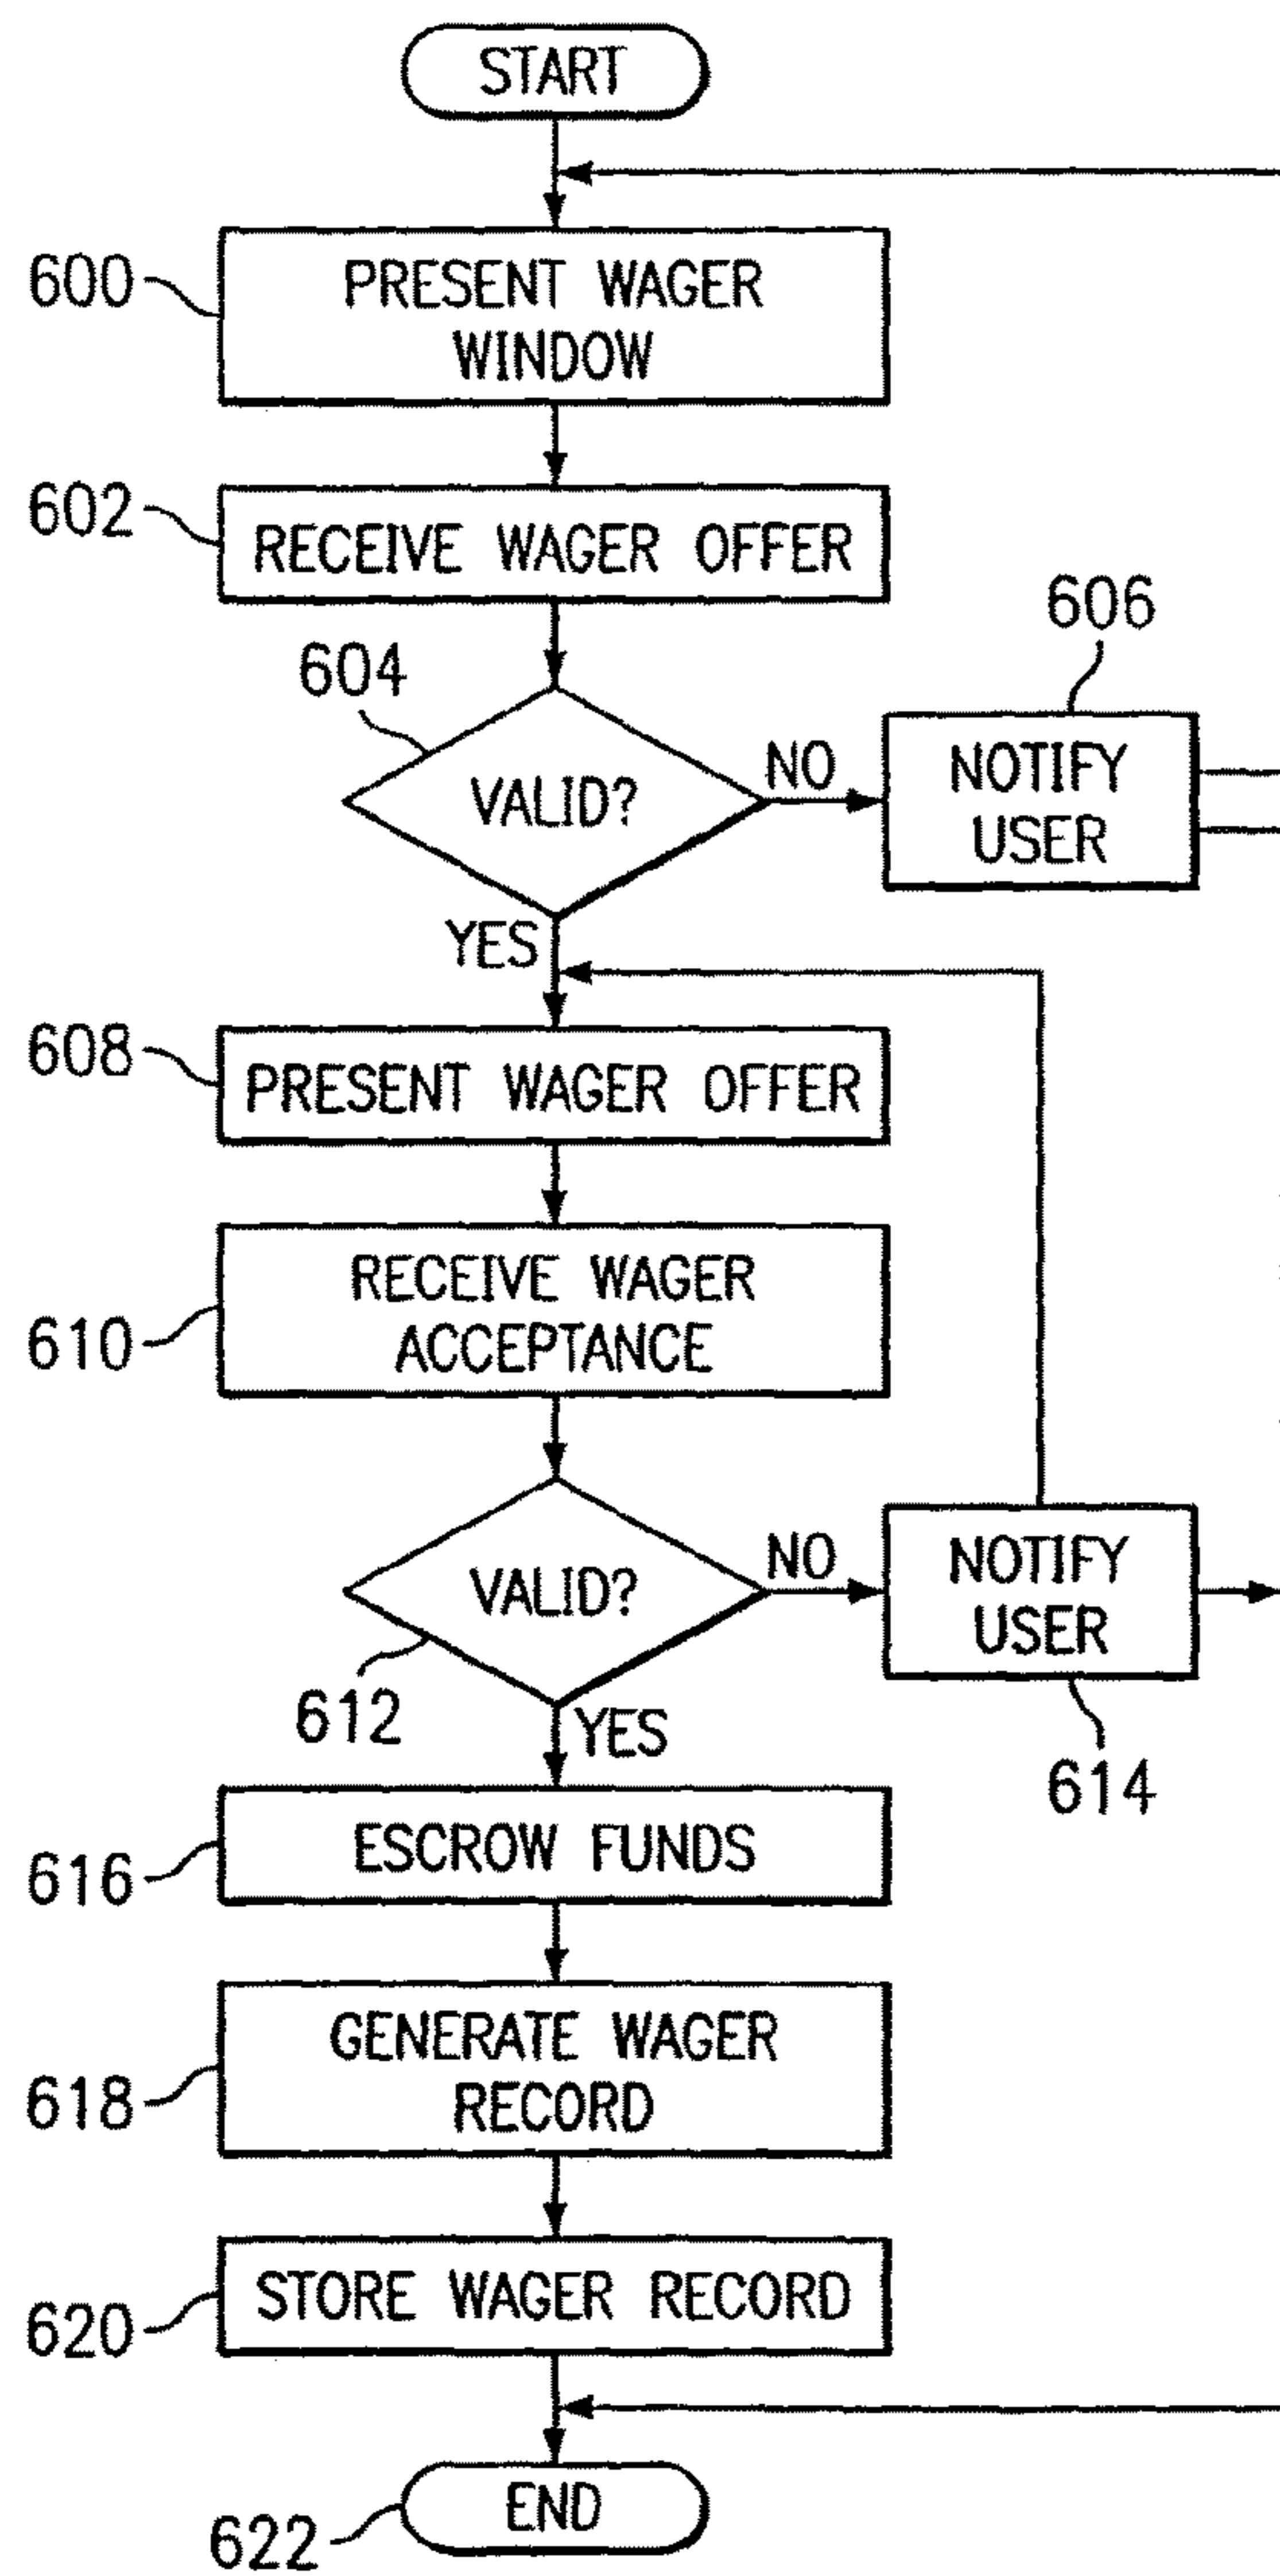 START
600
PRESENT WAGER
WINDOW
602
RECEIVE WAGER OFFER
604
VALID?
NO
606
NOTIFY
USER
YES
608
PRESENT WAGER OFFER
610
RECEIVE WAGER
ACCEPTANCE
612
VALID?
NO
NOTIFY
USER
614
YES
616
ESCROW FUNDS
618
GENERATE WAGER
RECORD
620
STORE WAGER RECORD
622
END